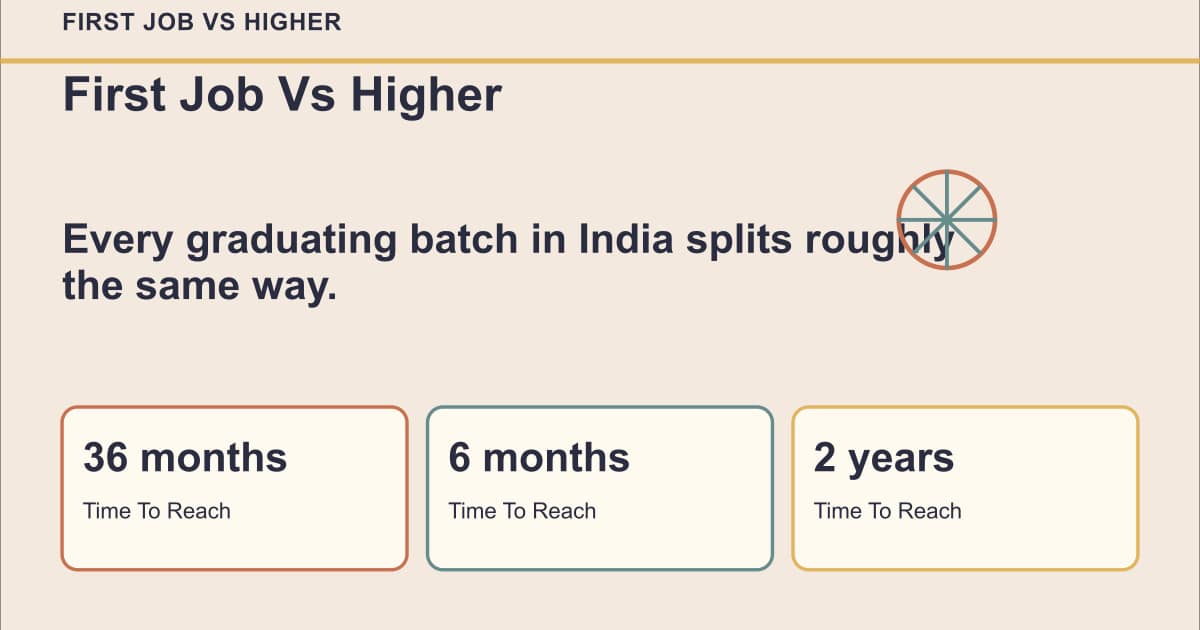 FIRST JOB VS HIGHER
First Job Vs Higher
Every graduating batch in India splits roughly
the same way.
36 months
Time To Reach
6 months
Time To Reach
2 years
Time To Reach